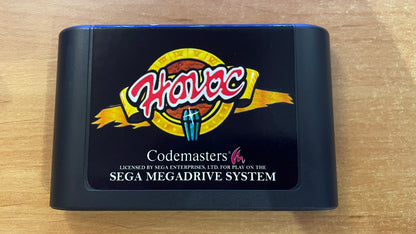 Havoc
Codemasters
LICENSED BY SEGA ENTERPRISES, LTD. FOR PLAY ON THE
SEGA MEGADRIVE SYSTEM